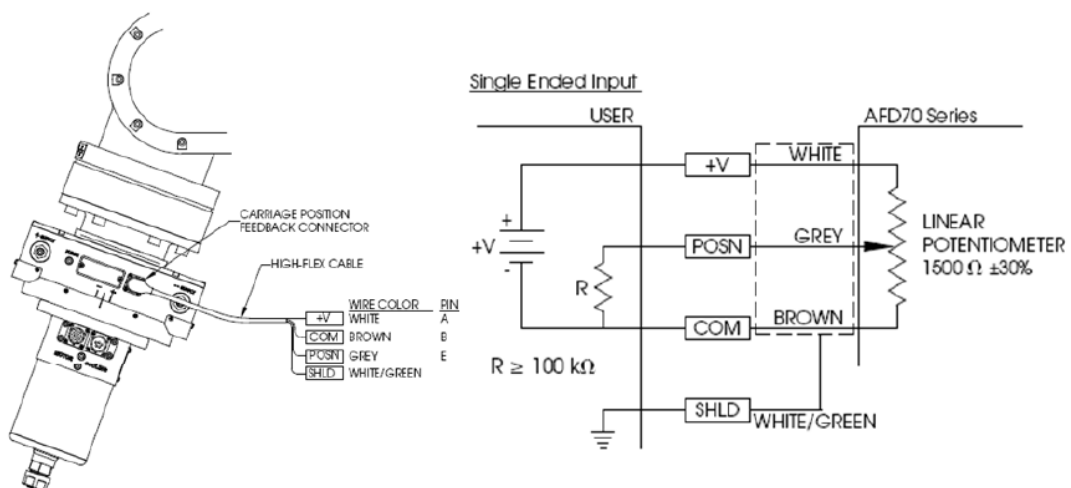 CARRIAGE POSITION
FEEDBACK CONNECTOR
HIGH-FLEX CABLE
WIRE COLOR PIN
+V WHITE A
COM BROWN B
POSN GREY E
SHLD WHITE/GREEN
Single Ended Input
USER
AFD70 Series
+V
WHITE
+
+V
-
POSN
GREY
LINEAR
POTENTIOMETER
1500 Ω ±30%
R
COM
BROWN
R ≥ 100 kΩ
SHLD
WHITE/GREEN